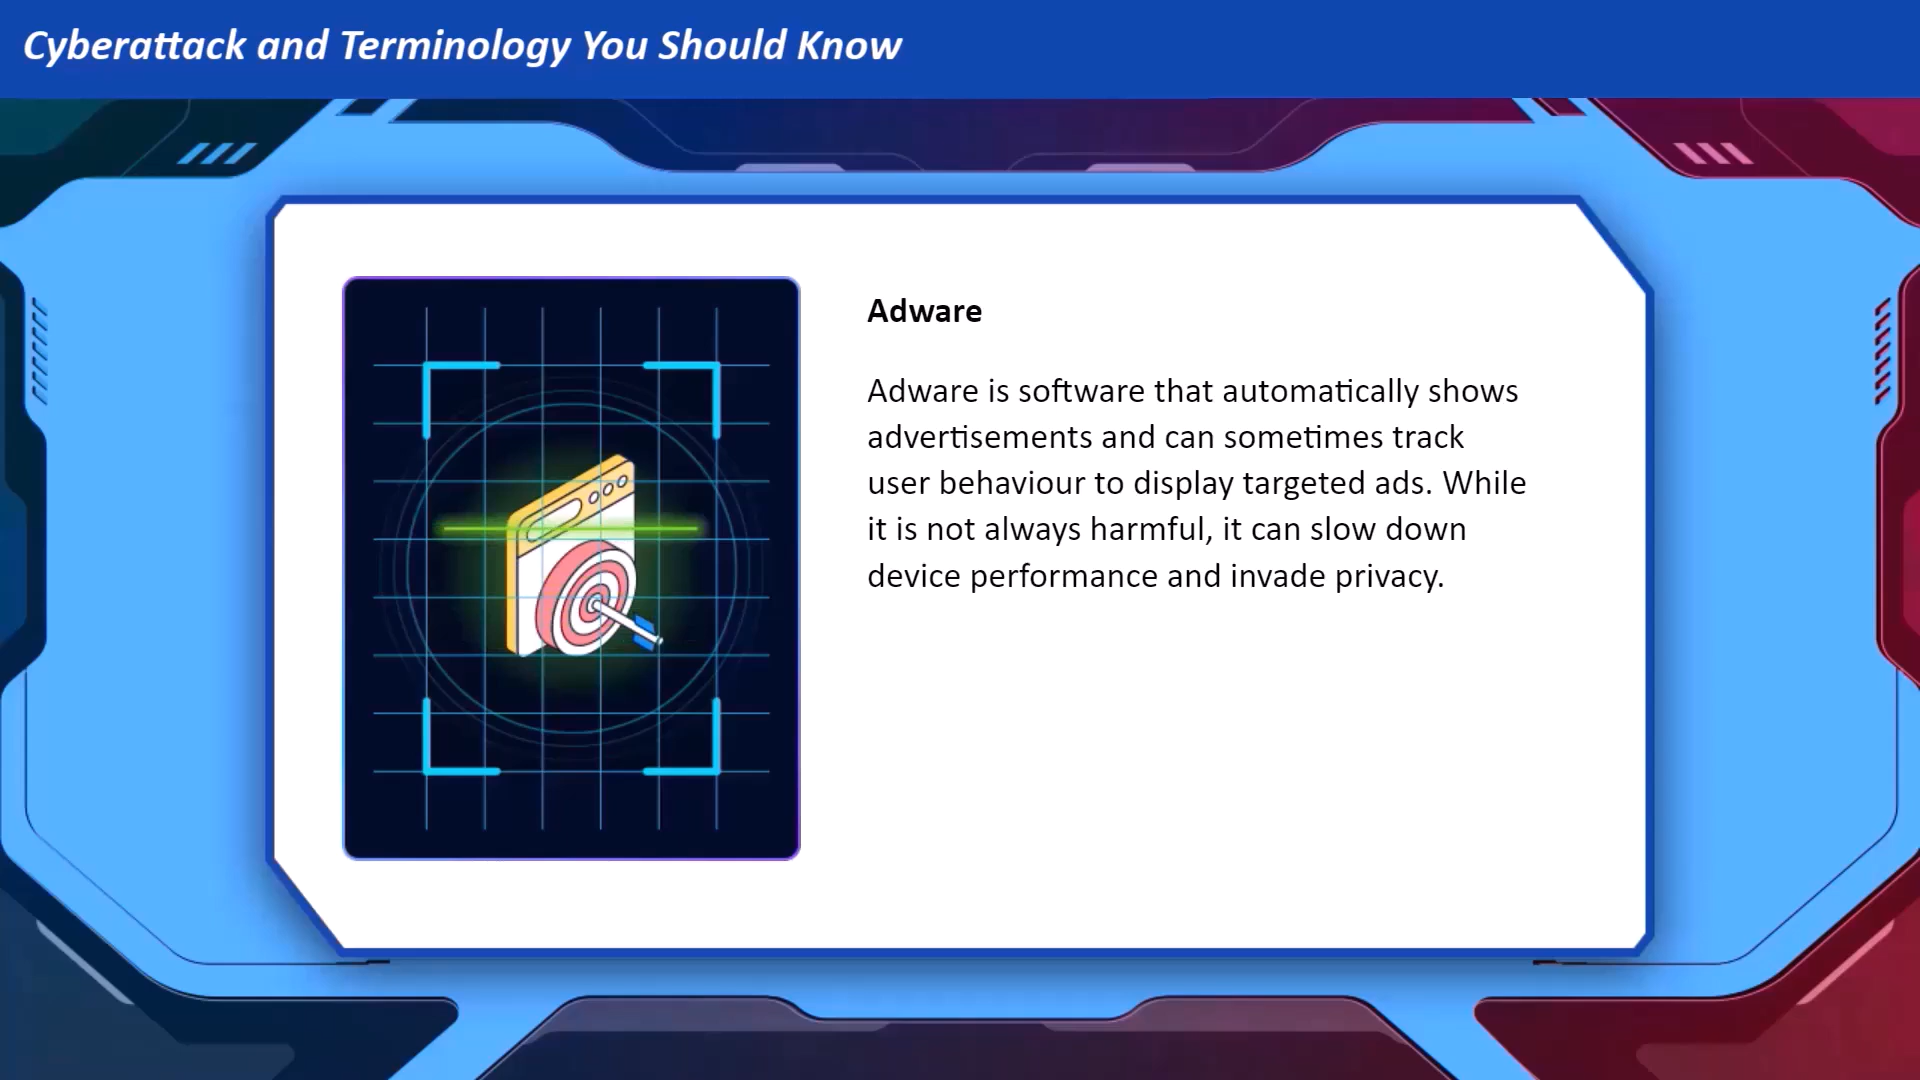 Cyberattack and Terminology You Should Know
Adware
Adware is software that automatically shows
advertisements and can sometimes track
user behaviour to display targeted ads. While
it is not always harmful, it can slow down
device performance and invade privacy.